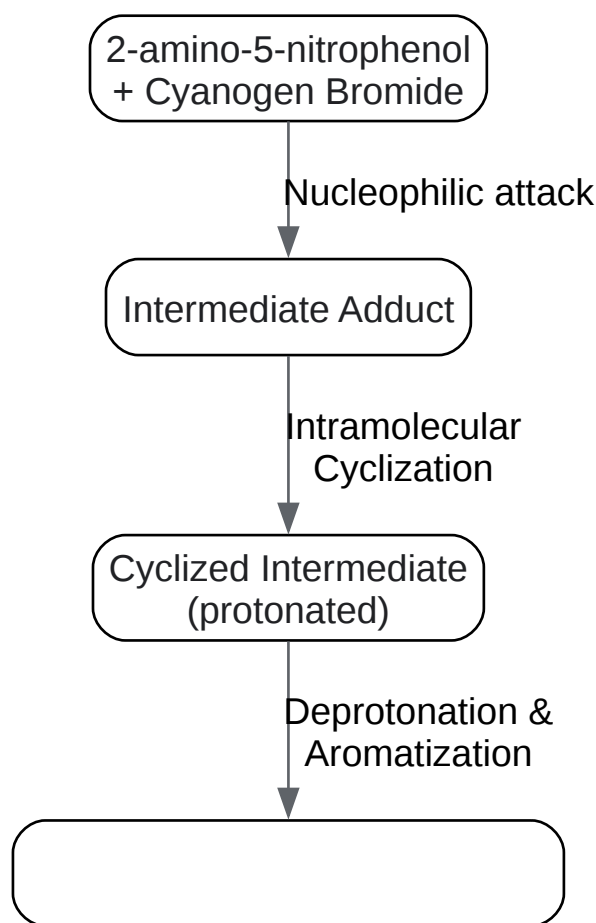 2-amino-5-nitrophenol
+ Cyanogen Bromide
Nucleophilic attack
Intermediate Adduct
Intramolecular
Cyclization
Cyclized Intermediate
(protonated)
Deprotonation &
Aromatization